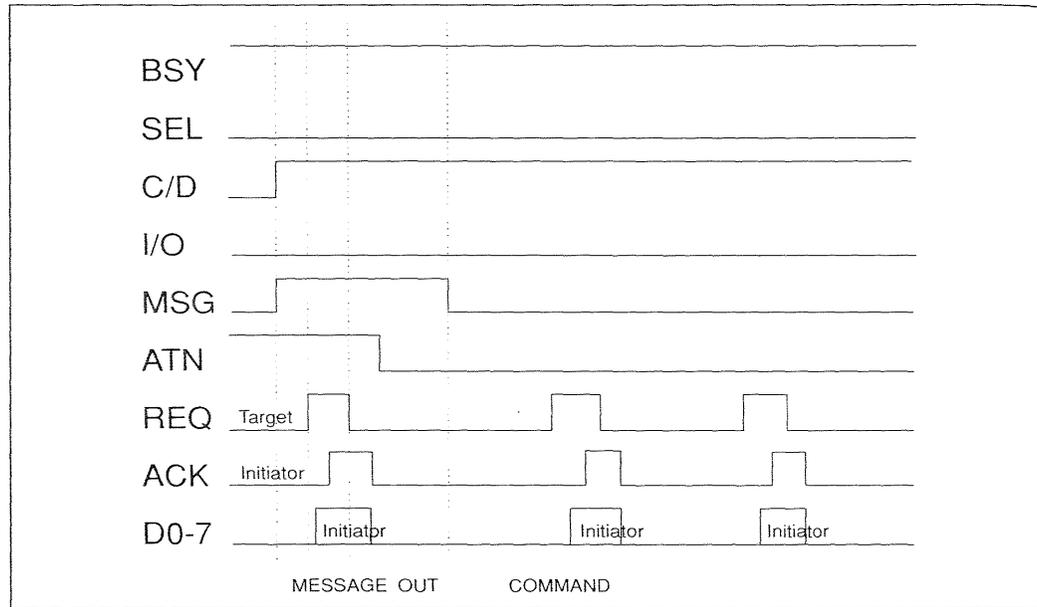 BSY
SEL
C/D
I/O
MSG
ATN
REQ Target
ACK Initiator
D0-7 Initiator Initiator Initiator
MESSAGE OUT COMMAND